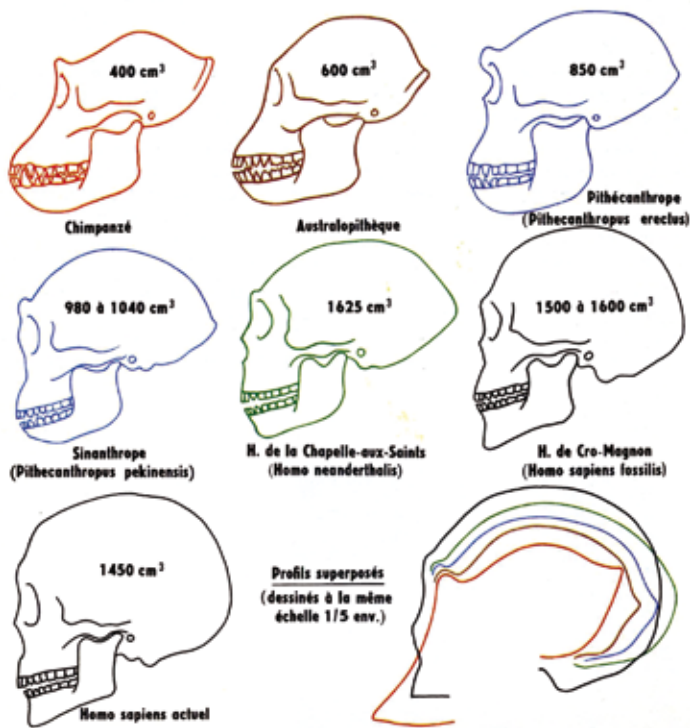 400 cm³
600 cm³
850 cm³
Chimpanzé
Australopithèque
Pithécanthrope
(Pithecanthropus erectus)
980 à 1040 cm³
1625 cm³
1500 à 1600 cm³
Sinanthrope
(Pithecanthropus pekinensis)
H. de la Chapelle-aux-Saints
(Homo neanderthalis)
H. de Cro-Magnon
(Homo sapiens fossilis)
1450 cm³
Profils superposés
(dessinés à la même
échelle 1/5 env.)
Homo sapiens actuel